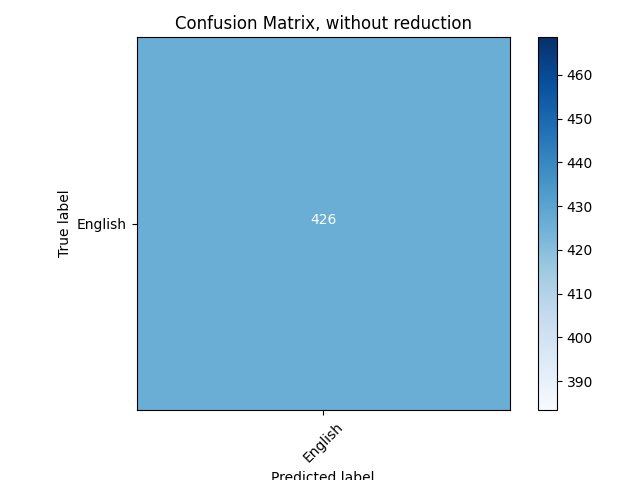 Confusion Matrix, without reduction
True label
English
426
English
Predicted label
460
450
440
430
420
410
400
390